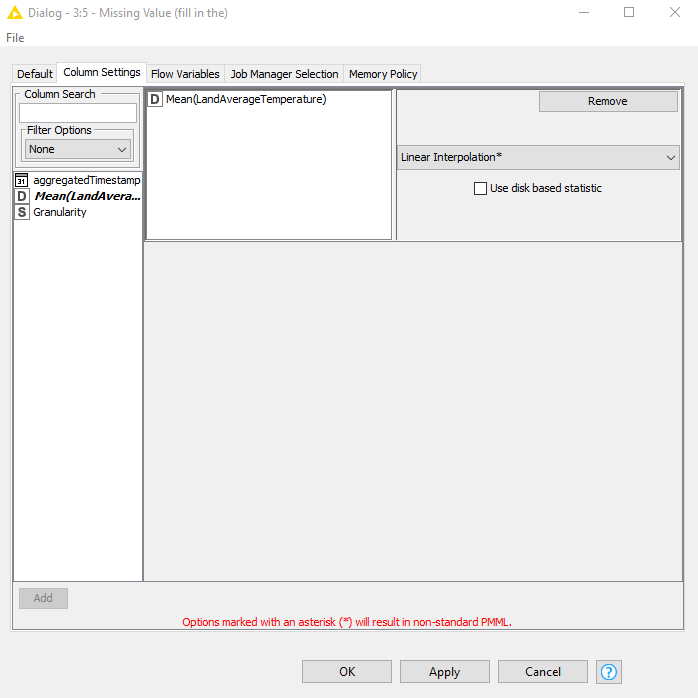 Dialog - 3:5 - Missing Value (fill in the)
File
Default Column Settings Flow Variables Job Manager Selection Memory Policy
Column Search
Filter Options
None
31 aggregatedTimestamp
D Mean(LandAvera...
S Granularity
D Mean(LandAverageTemperature)
Remove
Linear Interpolation*
Use disk based statistic
Add
Options marked with an asterisk (*) will result in non-standard PMML.
OK Apply Cancel ?